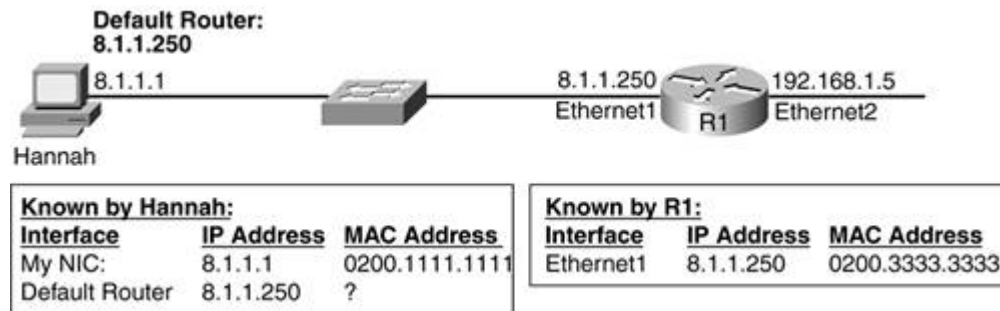 Default Router:
8.1.1.250
8.1.1.1
8.1.1.250
192.168.1.5
Ethernet1
R1
Ethernet2
Hannah
Known by Hannah:
Interface IP Address MAC Address
My NIC: 8.1.1.1 0200.1111.1111
Default Router 8.1.1.250 ?
Known by R1:
Interface IP Address MAC Address
Ethernet1 8.1.1.250 0200.3333.3333